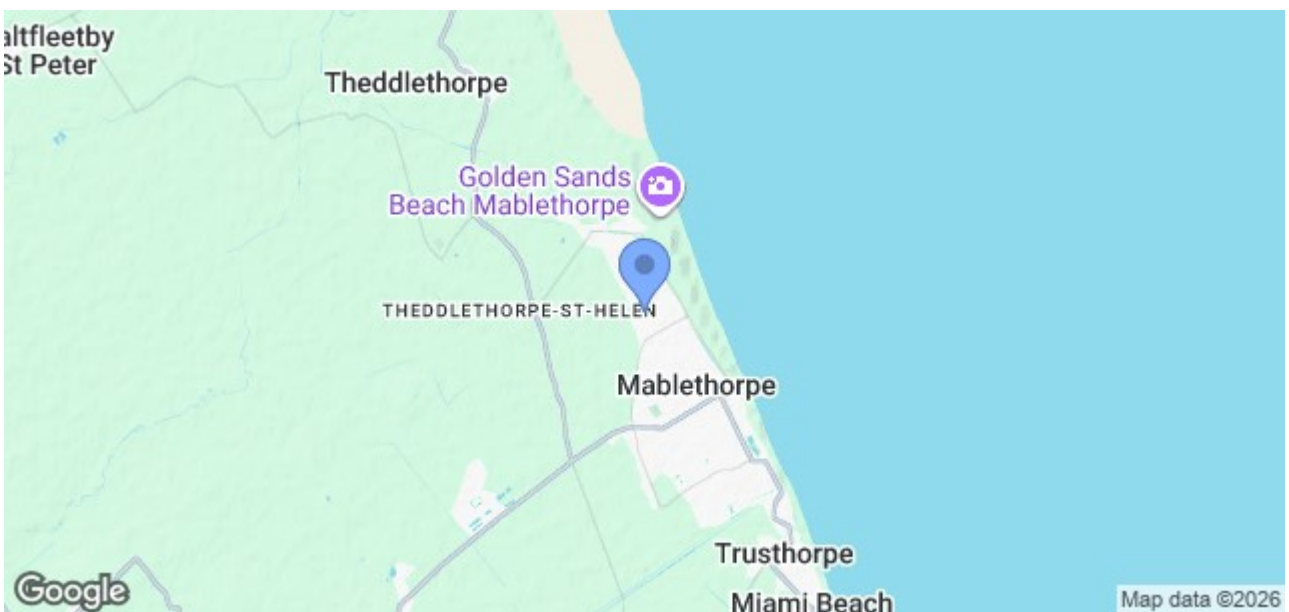 altfleetby
St Peter
Theddlethorpe
Golden Sands
Beach Mablethorpe
THEDDLETHORPE-ST-HELEN
Mablethorpe
Trusthorpe
Miami Beach
Google
Map data ©2026